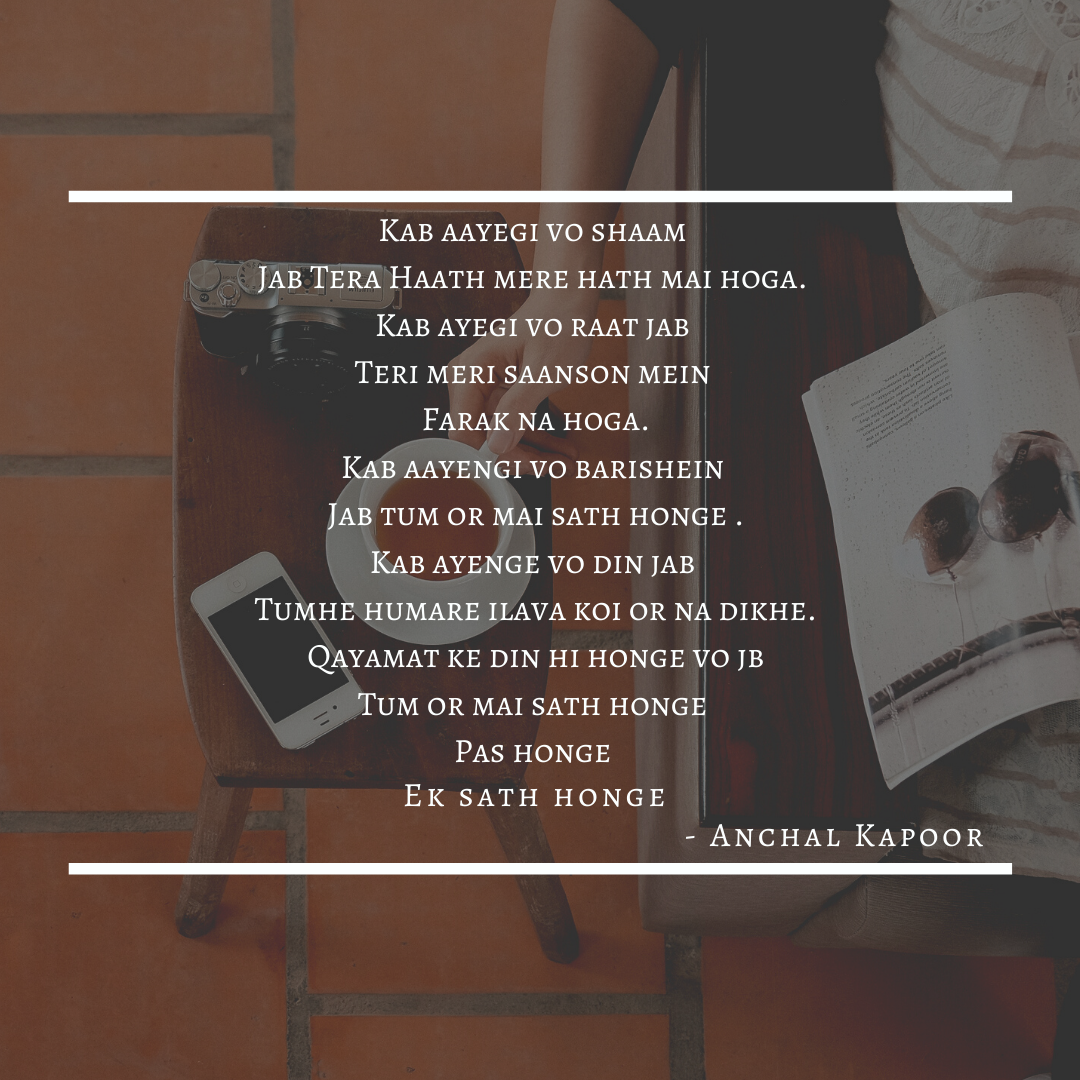 Kab aayegi vo shaam
Jab Tera Haath mere hath mai hoga.
Kab ayegi vo raat jab
Teri meri saanson mein
Farak na hoga.
Kab aayengi vo barishein
Jab tum or mai sath honge .
Kab ayenge vo din jab
Tumhe humare ilava koi or na dikhe.
Qayamat ke din hi honge vo jb
Tum or mai sath honge
Pas honge
Ek sath honge
- Anchal Kapoor